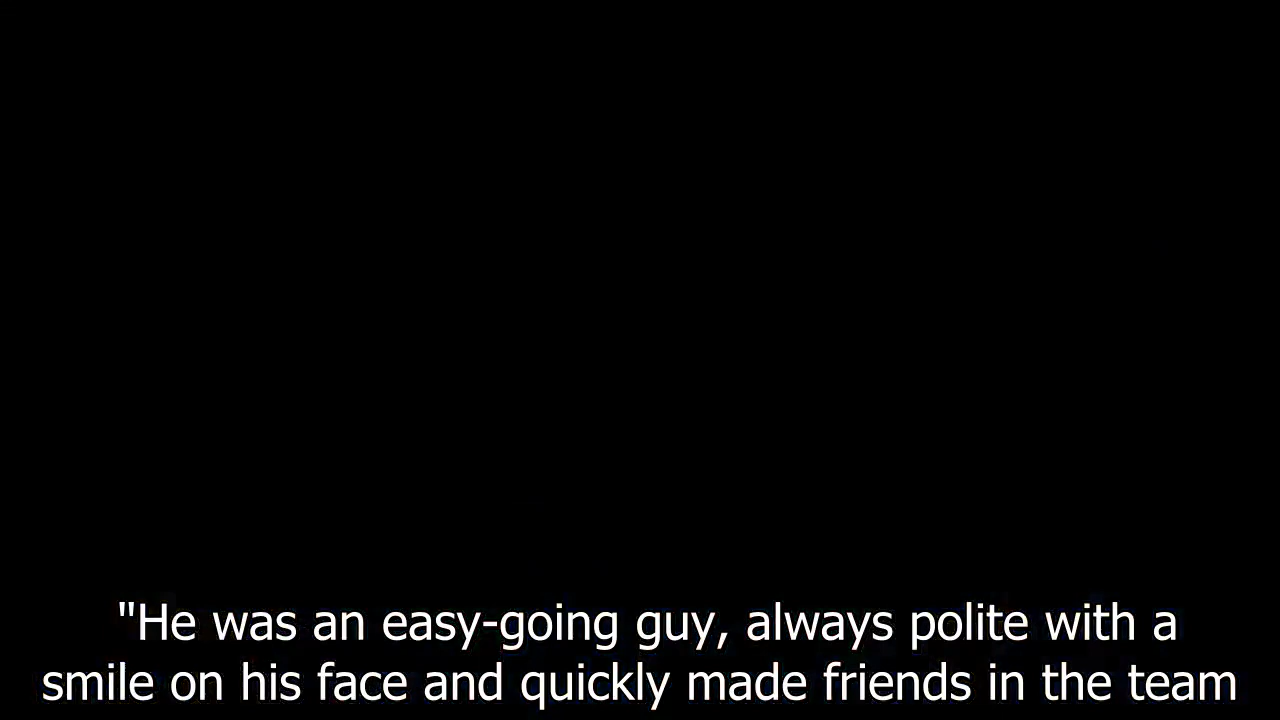 "He was an easy-going guy, always polite with a
smile on his face and quickly made friends in the team